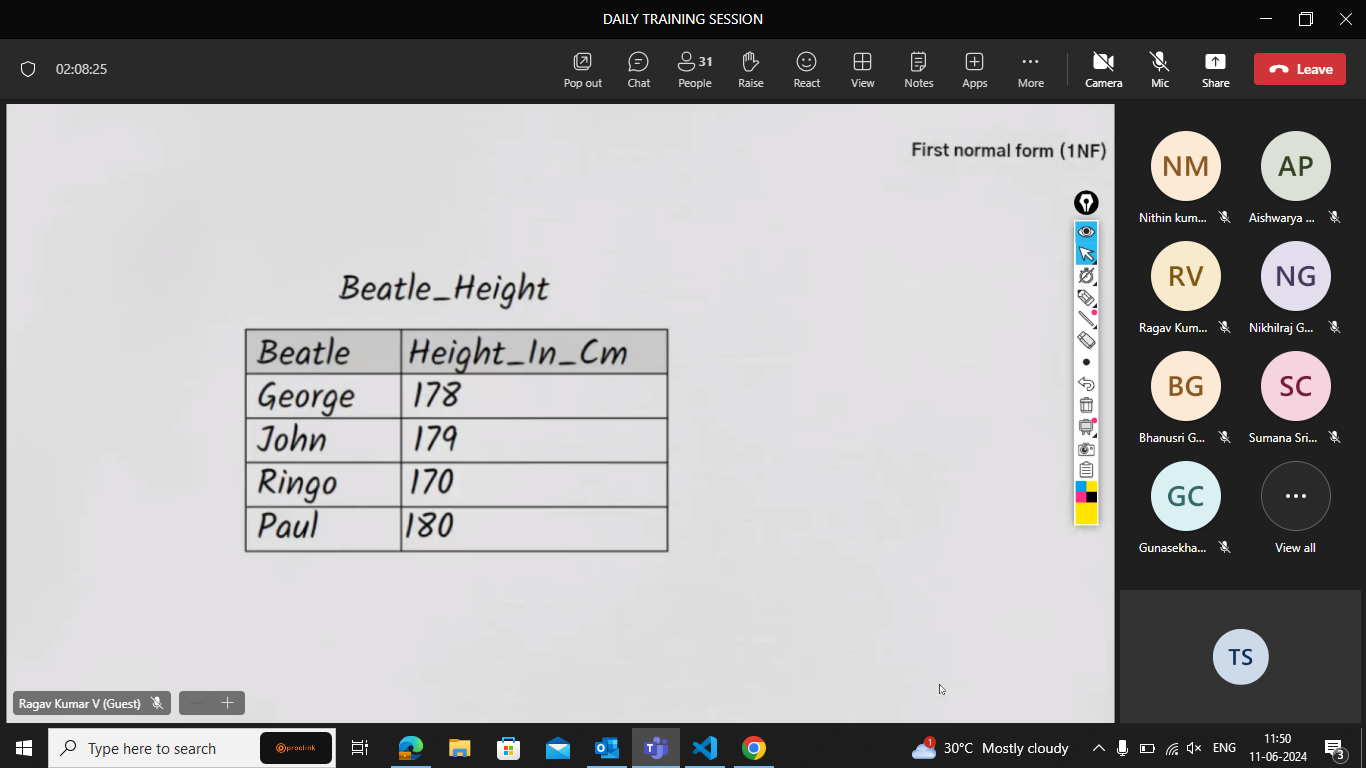 DAILY TRAINING SESSION
02:08:25
Pop out
Chat
31
People
Raise
React
View
Notes
Apps
More
Camera
Mic
Share
Leave
First normal form (1NF)
Beatle_Height
Beatle Height_In_Cm
George 178
John 179
Ringo 170
Paul 180
NM AP
Nithin kum... Aishwarya ...
RV NG
Ragav Kum... Nikhilraj G...
BG SC
Bhanusri G... Sumana Sri...
GC
Gunasekha... View all
TS
Ragav Kumar V (Guest)
Type here to search
proclink
1
30°C Mostly cloudy
ENG
11:50
11-06-2024
3